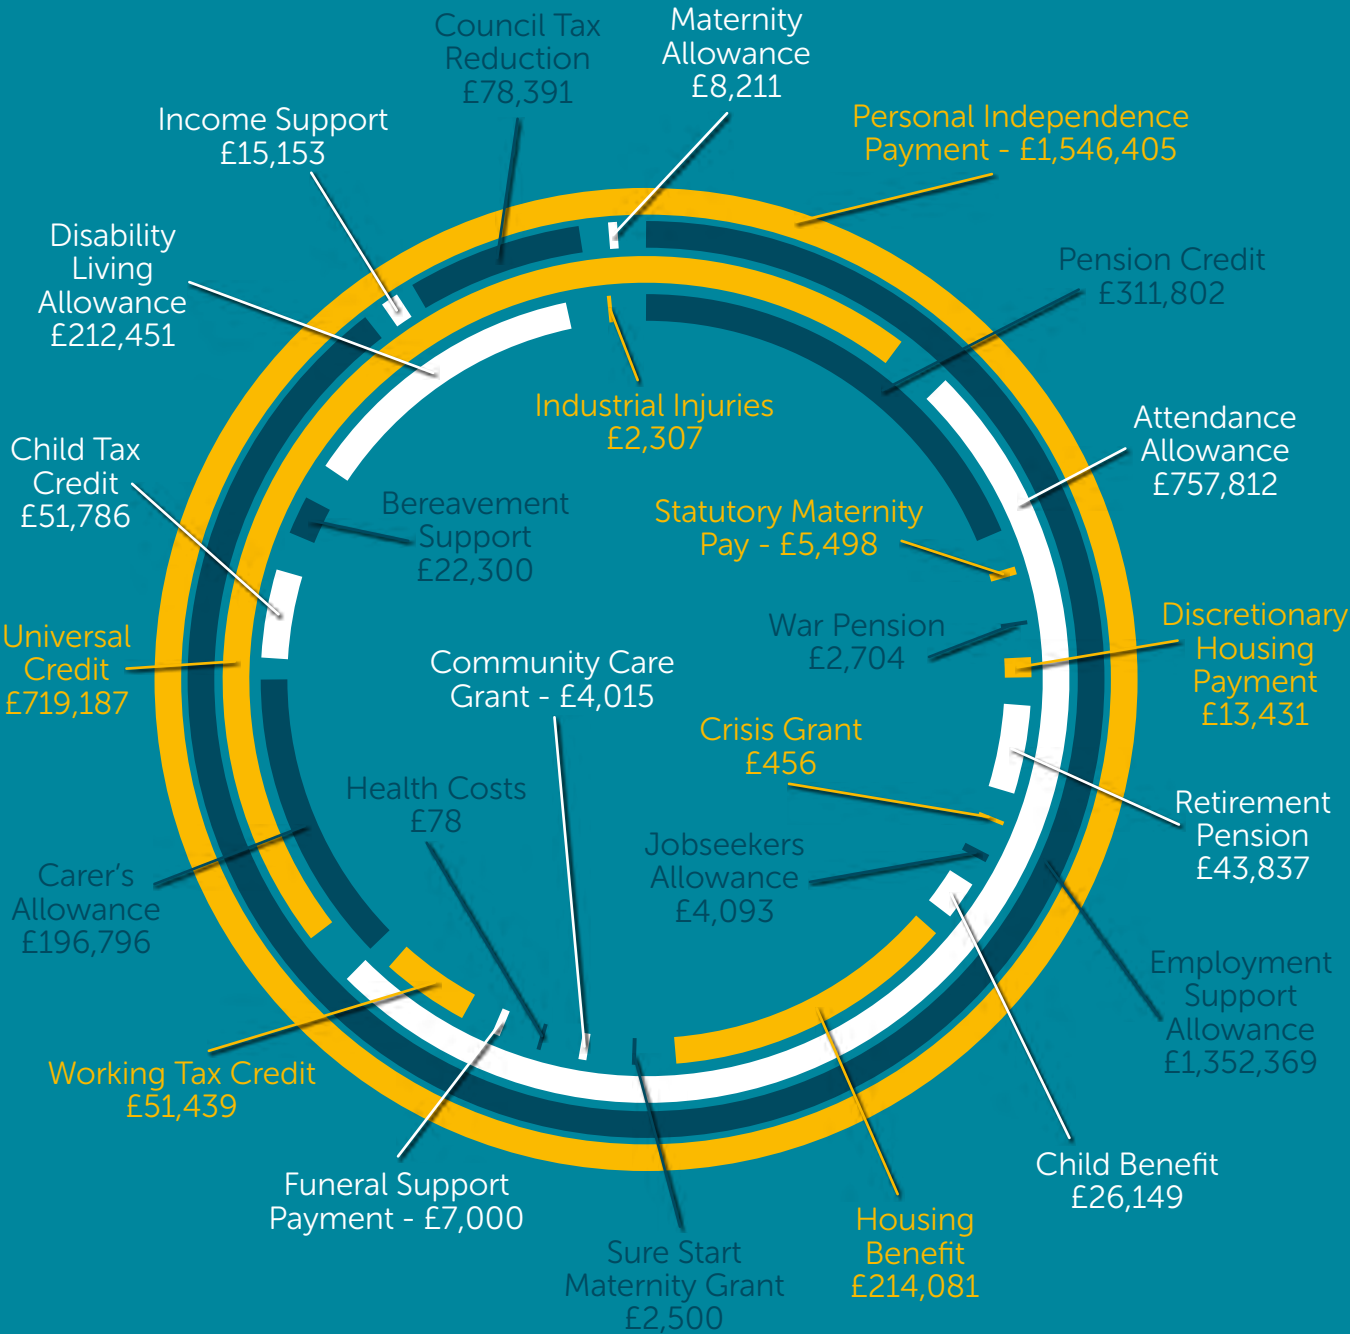 Council Tax
Reduction
£78,391
Maternity
Allowance
£8,211
Income Support
£15,153
Personal Independence
Payment - £1,546,405
Disability
Living
Allowance
£212,451
Pension Credit
£311,802
Industrial Injuries
£2,307
Attendance
Allowance
£757,812
Child Tax
Credit
£51,786
Bereavement
Support
£22,300
Statutory Maternity
Pay - £5,498
War Pension
£2,704
Discretionary
Housing
Payment
£13,431
Universal
Credit
£719,187
Community Care
Grant - £4,015
Crisis Grant
£456
Health Costs
£78
Retirement
Pension
£43,837
Jobseekers
Allowance
£4,093
Carer's
Allowance
£196,796
Employment
Support
Allowance
£1,352,369
Working Tax Credit
£51,439
Child Benefit
£26,149
Funeral Support
Payment - £7,000
Housing
Benefit
£214,081
Sure Start
Maternity Grant
£2,500